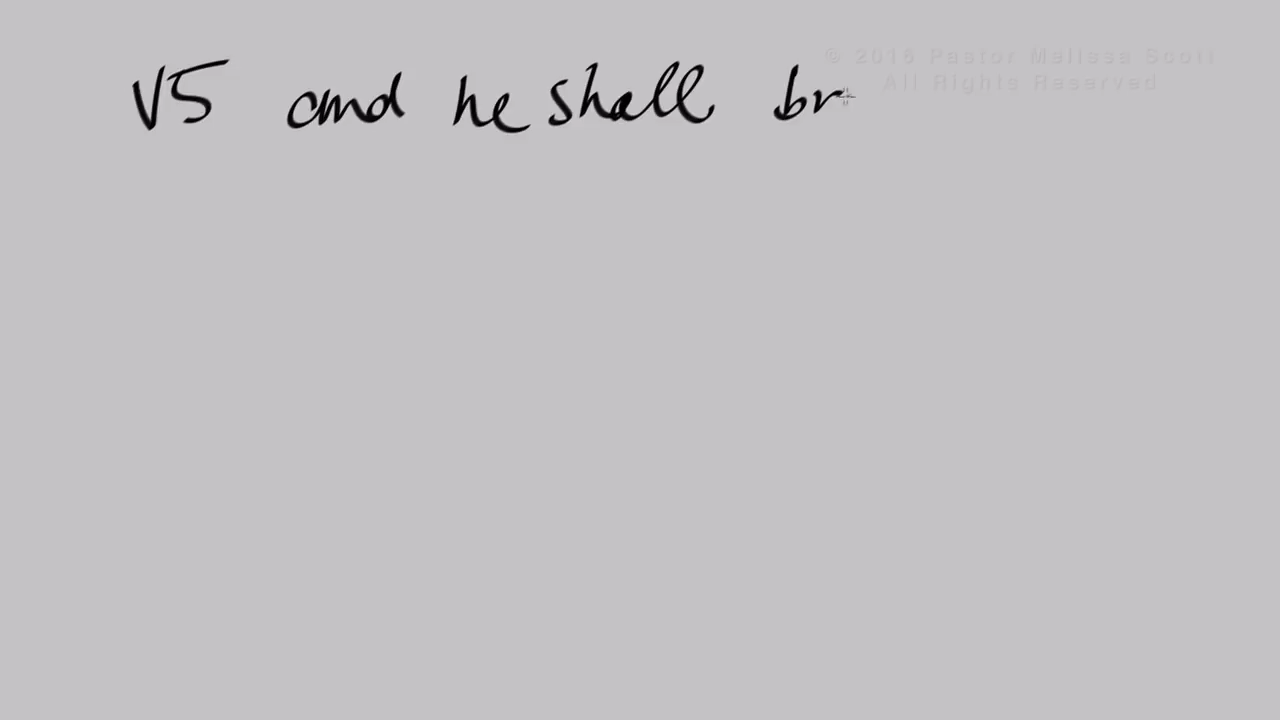 © 2016 Pastor Melissa Scott
All Rights Reserved
V5 and he shall br